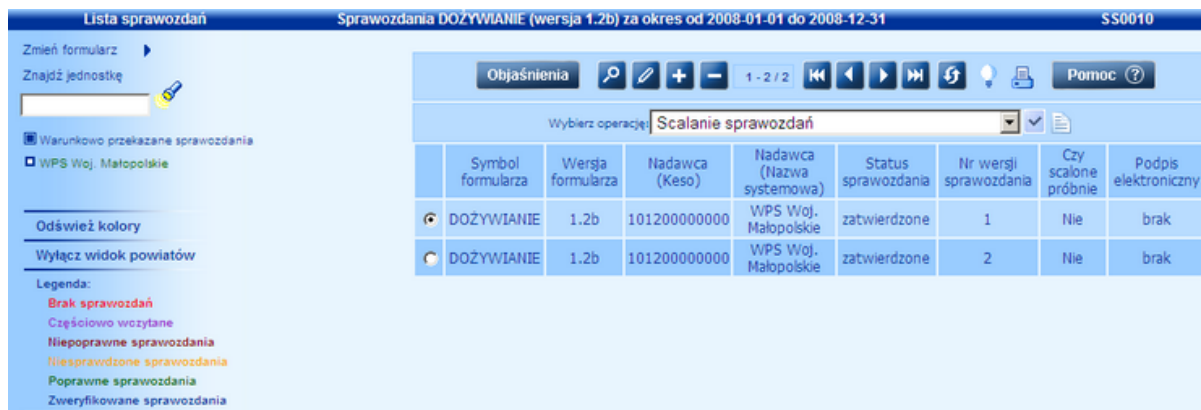 Lista sprawozdań
Sprawozdania DOŻYWIANIE (wersja 1.2b) za okres od 2008-01-01 do 2008-12-31
SS0010
Zmień formularz
Znajdź jednostkę
Warunkowo przekazane sprawozdania
WPS Woj. Małopolskie
Odśwież kolory
Wyłącz widok powiatów
Legenda:
Brak sprawozdań
Częściowo wczytane
Niepoprawne sprawozdania
Niesprawdzone sprawozdania
Poprawne sprawozdania
Zweryfikowane sprawozdania
Objaśnienia
1 - 2 / 2
Pomoc ?
Wybierz operację: Scalanie sprawozdań
Symbol formularza Wersja formularza Nadawca (Keso) Nadawca (Nazwa systemowa) Status sprawozdania Nr wersji sprawozdania Czy scalone próbnie Podpis elektroniczny
DOŻYWIANIE 1.2b 101200000000 WPS Woj. Małopolskie zatwierdzone 1 Nie brak
DOŻYWIANIE 1.2b 101200000000 WPS Woj. Małopolskie zatwierdzone 2 Nie brak